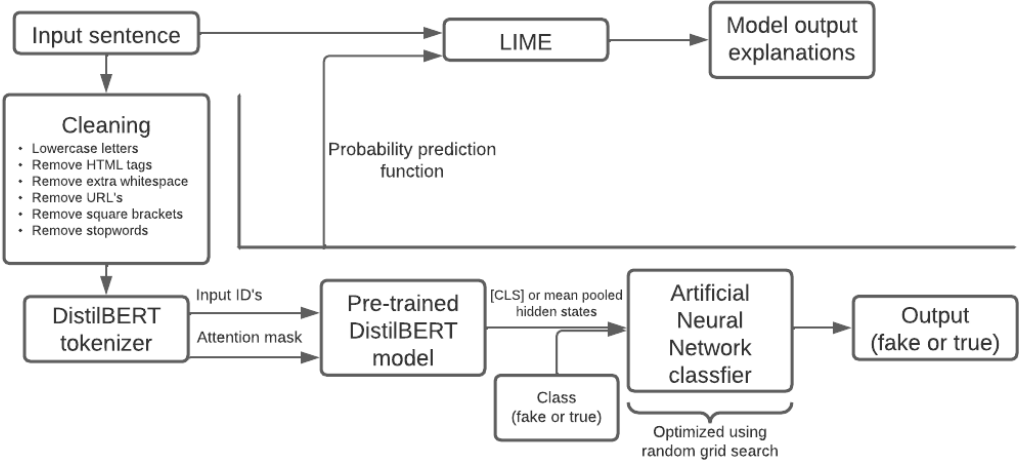 Input sentence
LIME
Model output
explanations
Cleaning
• Lowercase letters
• Remove HTML tags
• Remove extra whitespace
• Remove URL's
• Remove square brackets
• Remove stopwords
Probability prediction
function
DistilBERT
tokenizer
Input ID's
Attention mask
Pre-trained
DistilBERT
model
[CLS] or mean pooled
hidden states
Class
(fake or true)
Artificial
Neural
Network
classfier
Optimized using
random grid search
Output
(fake or true)